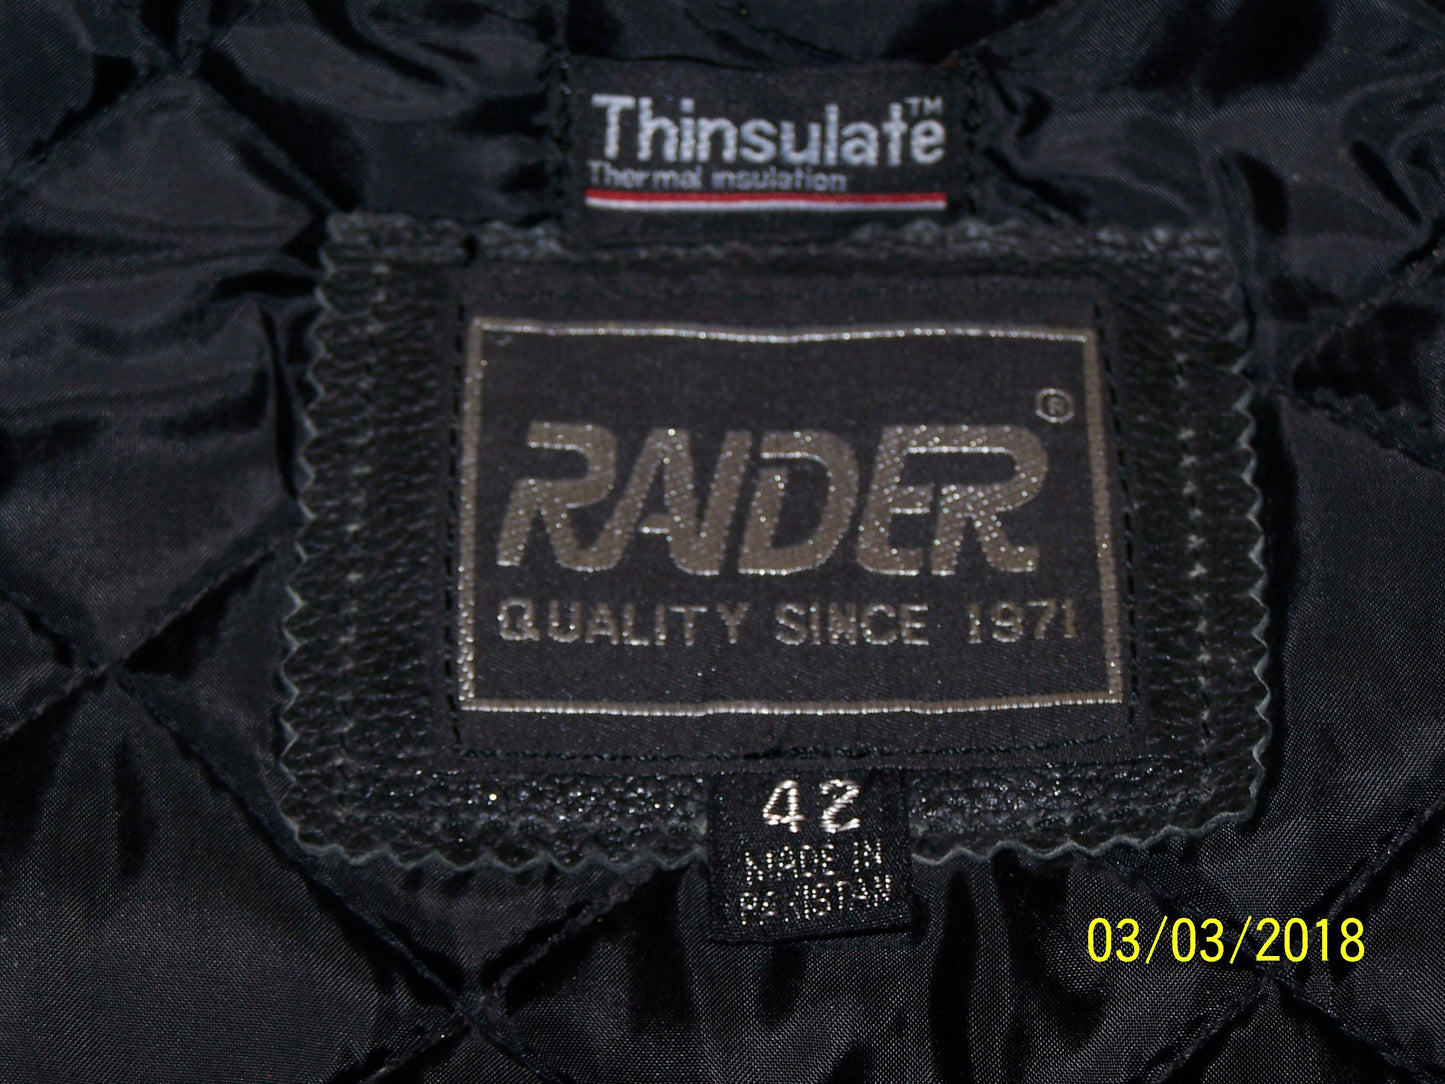 Thinsulate™
Thermal insulation
RAIDER®
QUALITY SINCE 1971
42
MADE IN
PAKISTAN
03/03/2018